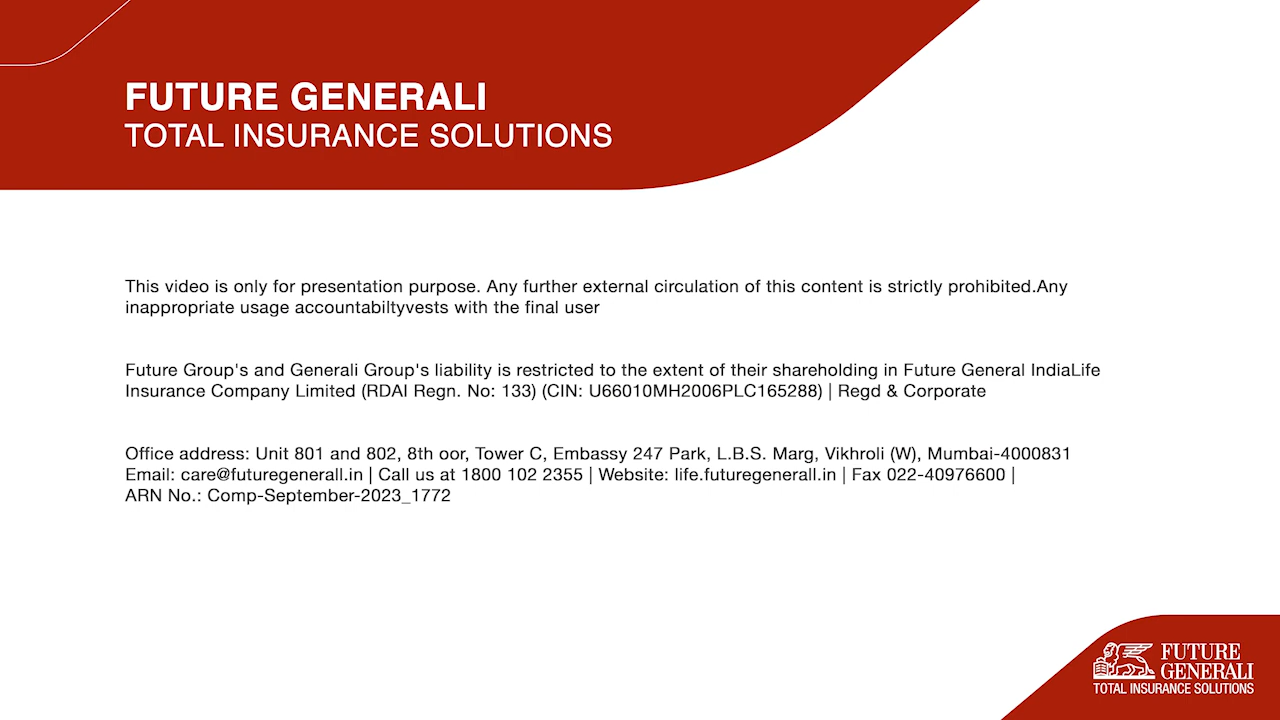 FUTURE GENERALI
TOTAL INSURANCE SOLUTIONS
This video is only for presentation purpose. Any further external circulation of this content is strictly prohibited.Any
inappropriate usage accountabiltyvests with the final user
Future Group's and Generali Group's liability is restricted to the extent of their shareholding in Future General IndiaLife
Insurance Company Limited (RDAI Regn. No: 133) (CIN: U66010MH2006PLC165288) | Regd & Corporate
Office address: Unit 801 and 802, 8th oor, Tower C, Embassy 247 Park, L.B.S. Marg, Vikhroli (W), Mumbai-4000831
Email: care@futuregenerall.in | Call us at 1800 102 2355 | Website: life.futuregenerall.in | Fax 022-40976600 |
ARN No.: Comp-September-2023_1772
FUTURE
GENERALI
TOTAL INSURANCE SOLUTIONS